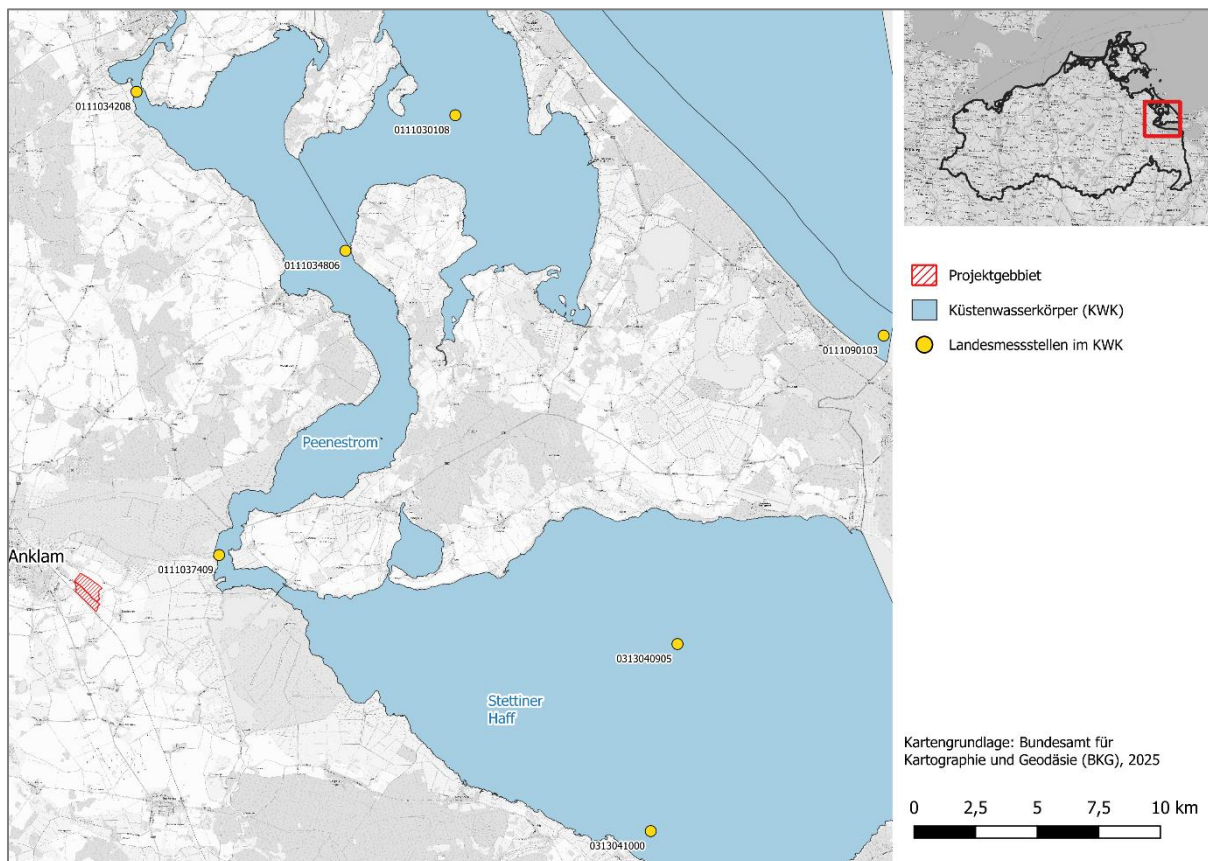 0111034208
0111030108
0111034806
0111090103
Peenestrom
Anklam
0111037409
0313040905
Stettiner
Haff
0313041000
Projektgebbiet
Küstenwasserkörper (KWK)
Landesmessstellen im KWK
Kartengrundlage: Bundesamt für
Kartographie und Geodäsie (BKG), 2025
0 2,5 5 7,5 10 km